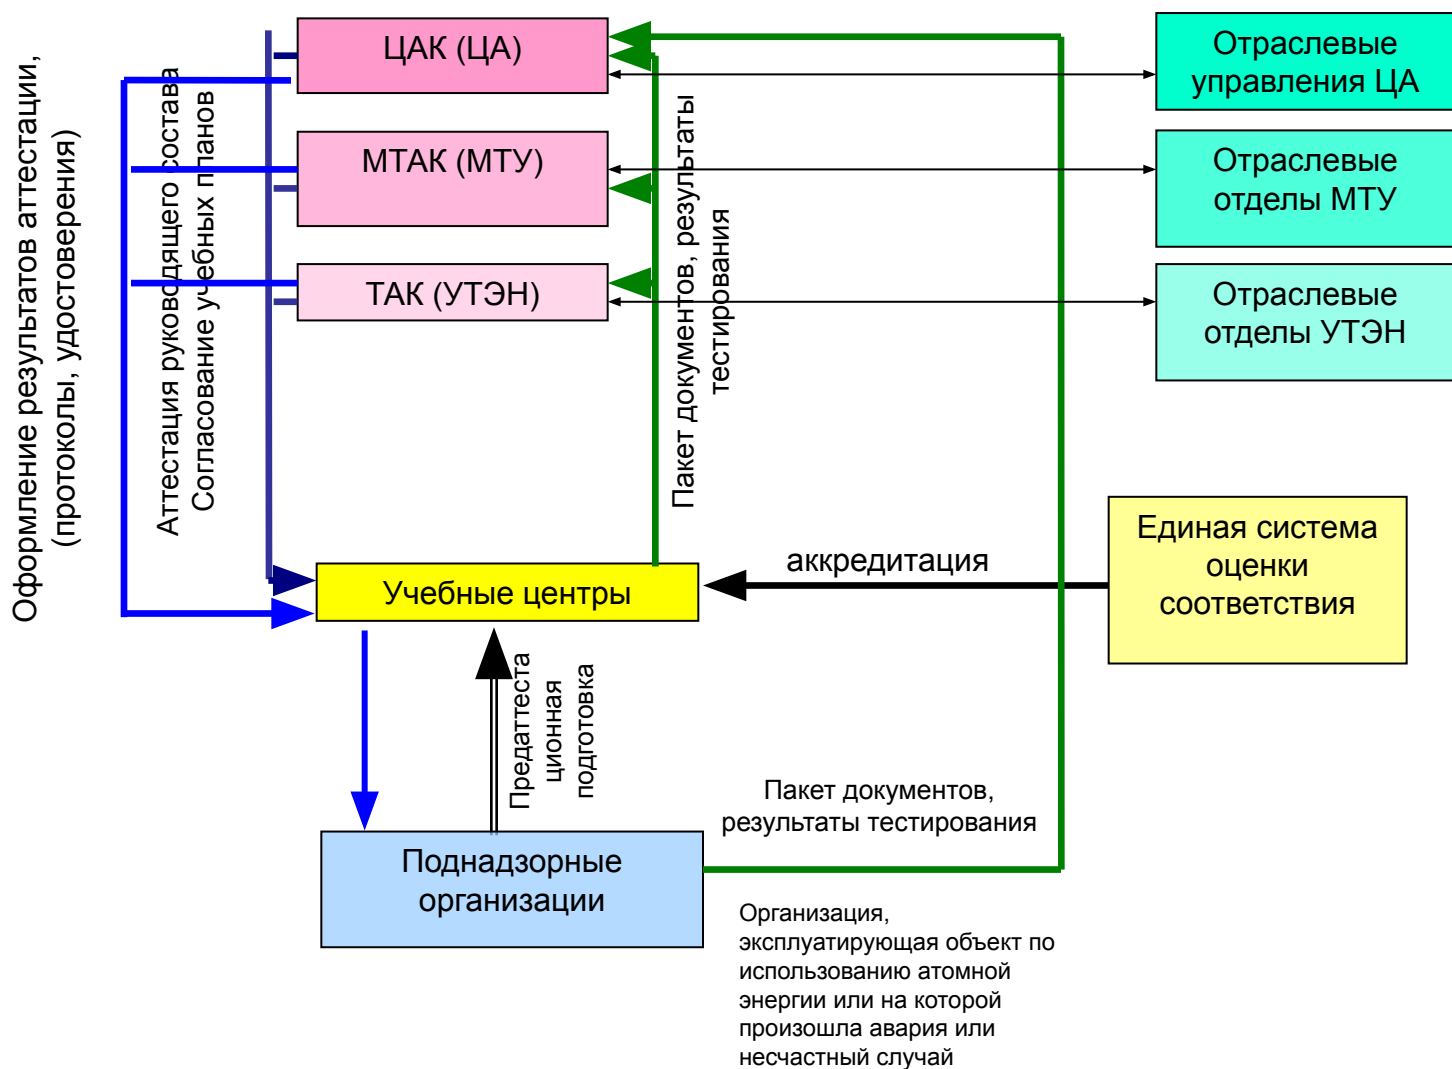 ЦАК (ЦА)
МТАК (МТУ)
ТАК (УТЭН)
Отраслевые
управления ЦА
Отраслевые
отделы МТУ
Отраслевые
отделы УТЭН
Оформление результатов аттестации,
(протоколы, удостоверения)
Аттестация руководящего состава
Согласование учебных панов
Пакет документов, результаты
тестирования
Единая система
оценки
соответствия
аккредитация
Учебные центры
Предаттеста
ционная
подготовка
Пакет документов,
результаты тестирования
Поднадзорные
организации
Организация,
эксплуатирующая объект по
использованию атомной
энергии или на которой
произошла авария или
несчастный случай